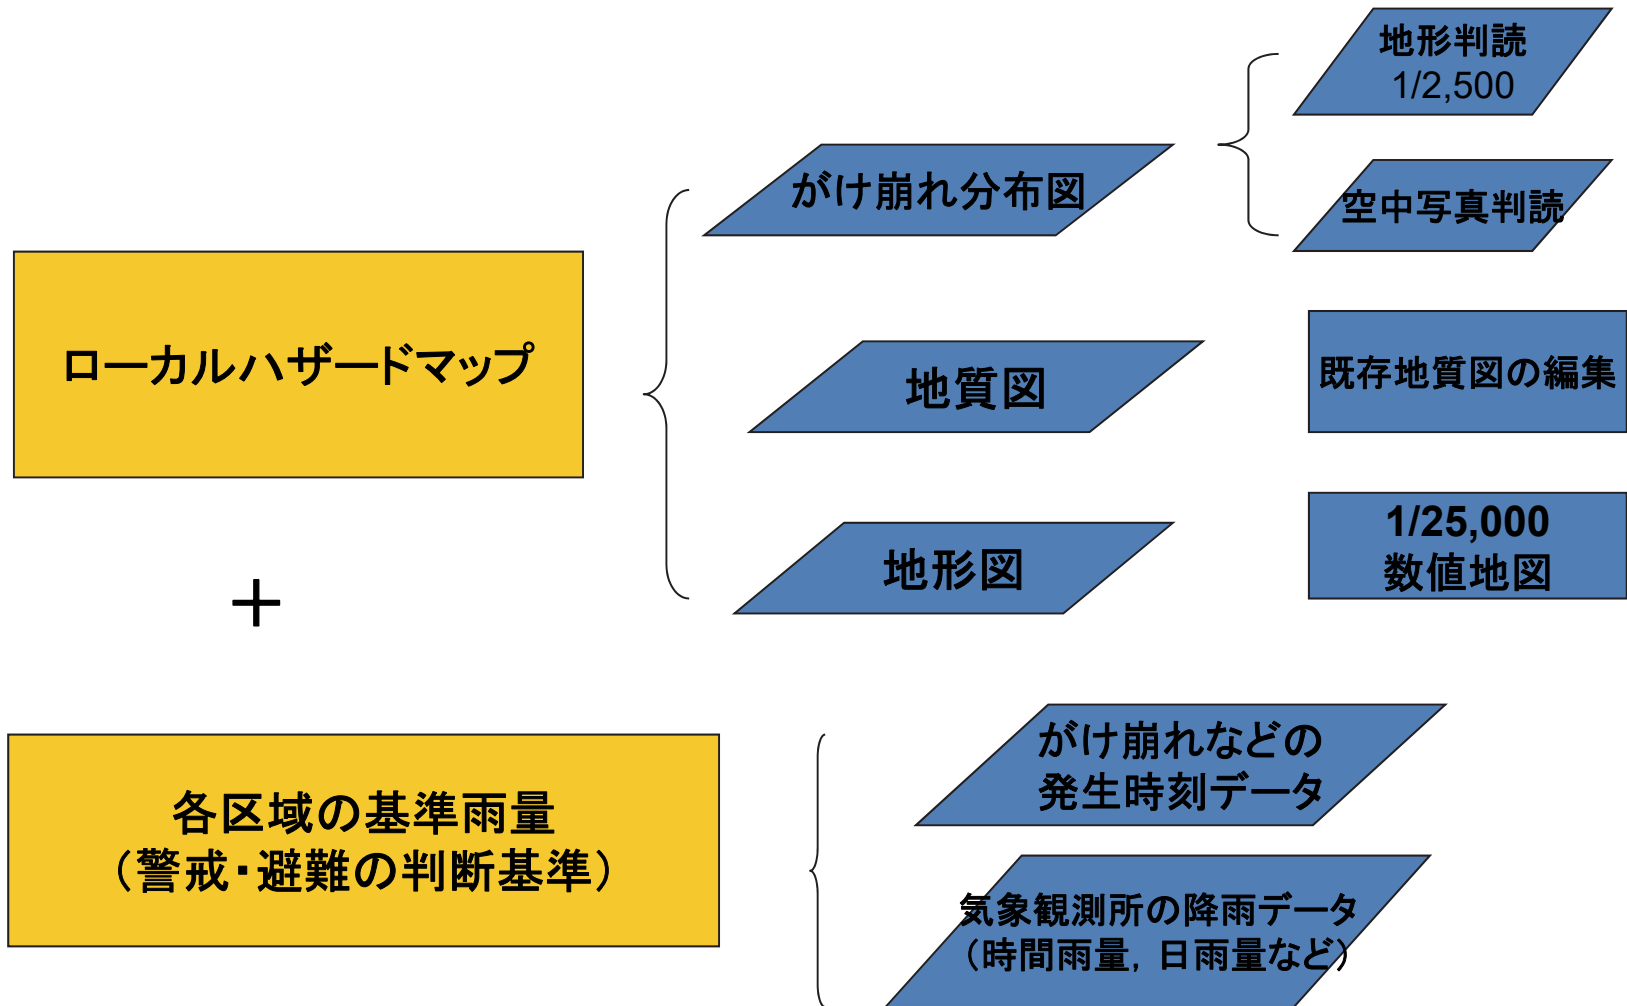 地形判読
1/2,500
がけ崩れ分布図
空中写真判読
ローカルハザードマップ
地質図
既存地質図の編集
地形図
1/25,000
数値地図
＋
がけ崩れなどの
発生時刻データ
各区域の基準雨量
（警戒・避難の判断基準）
気象観測所の降雨データ
（時間雨量，日雨量など）